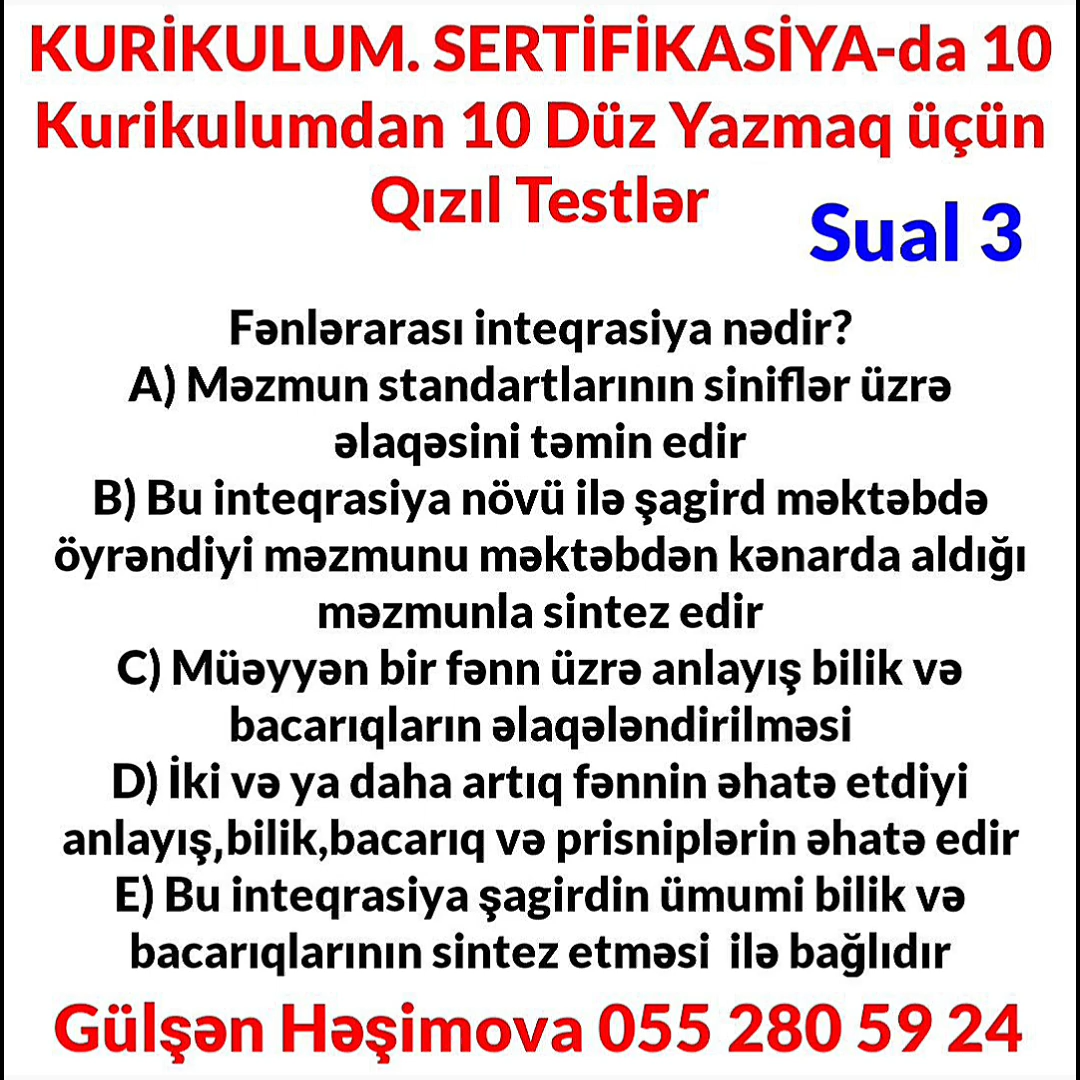 KURİKULUM. SERTİFİKASİYA-da 10
Kurikulumdan 10 Düz Yazmaq üçün
Qızıl Testlər
Sual 3
Fənlərarası inteqrasiya nədir?
A) Məzmun standartlarının siniflər üzrə
əlaqəsini təmin edir
B) Bu inteqrasiya növü ilə şagird məktəbdə
öyrəndiyi məzmunu məktəbdən kənarda aldığı
məzmunla sintez edir
C) Müəyyən bir fənn üzrə anlayış bilik və
bacarıqların əlaqələndirilməsi
D) İki və ya daha artıq fənnin əhatə etdiyi
anlayış,bilik,bacarıq və prisniplərin əhatə edir
E) Bu inteqrasiya şagirdin ümumi bilik və
bacarıqlarının sintez etməsi ilə bağlıdır
Gülşən Həşimova 055 280 59 24